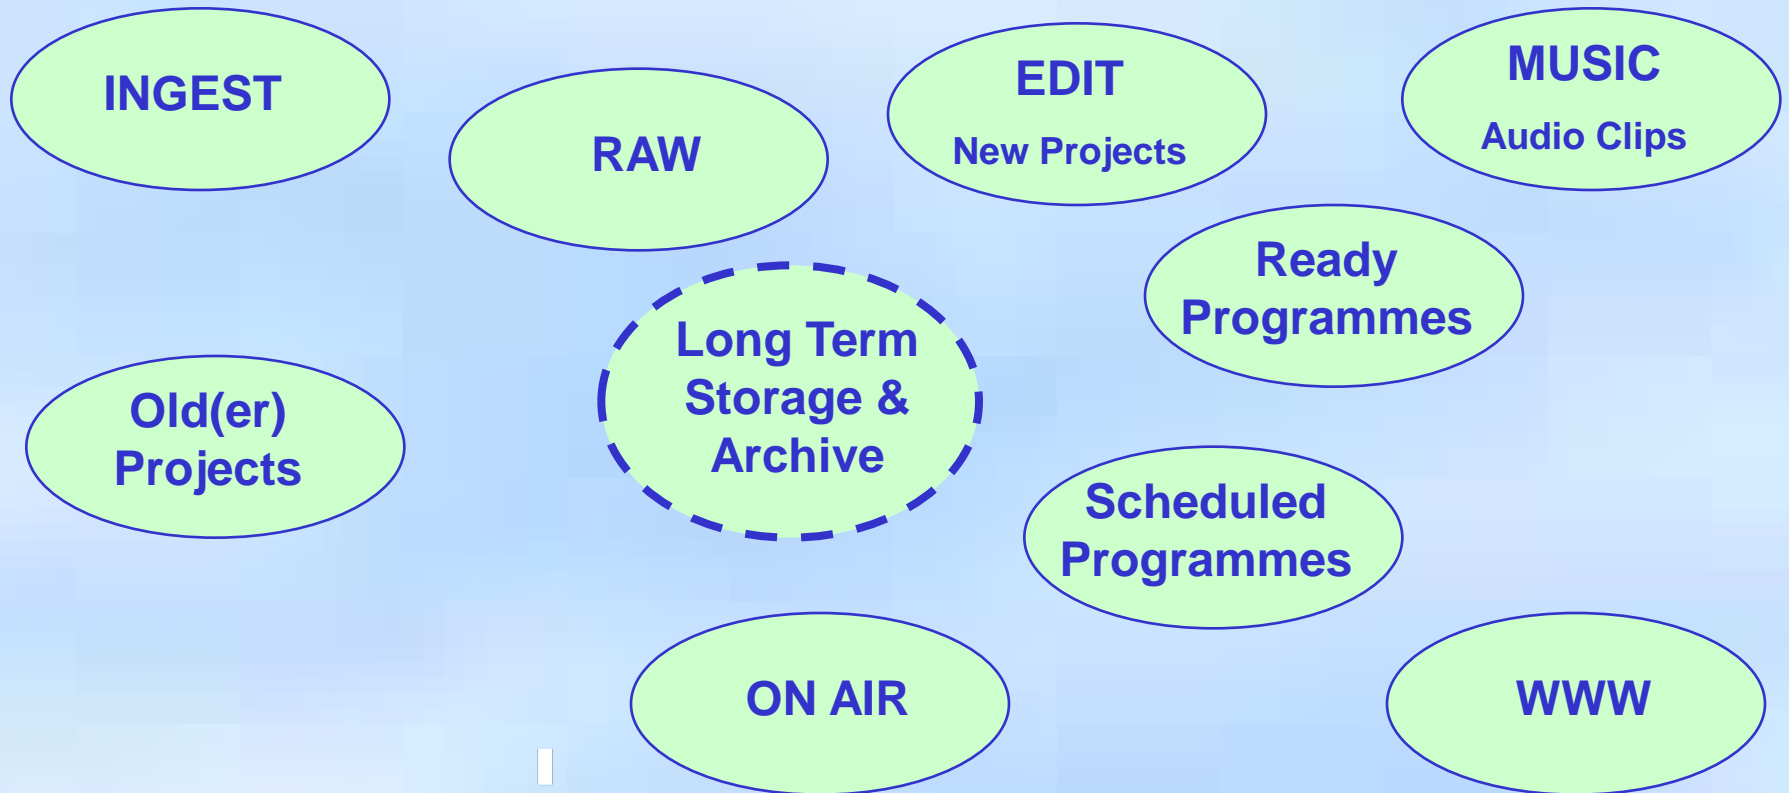 INGEST
RAW
EDIT
New Projects
MUSIC
Audio Clips
Ready
Programmes
Long Term
Storage &
Archive
Old(er)
Projects
Scheduled
Programmes
ON AIR
WWW